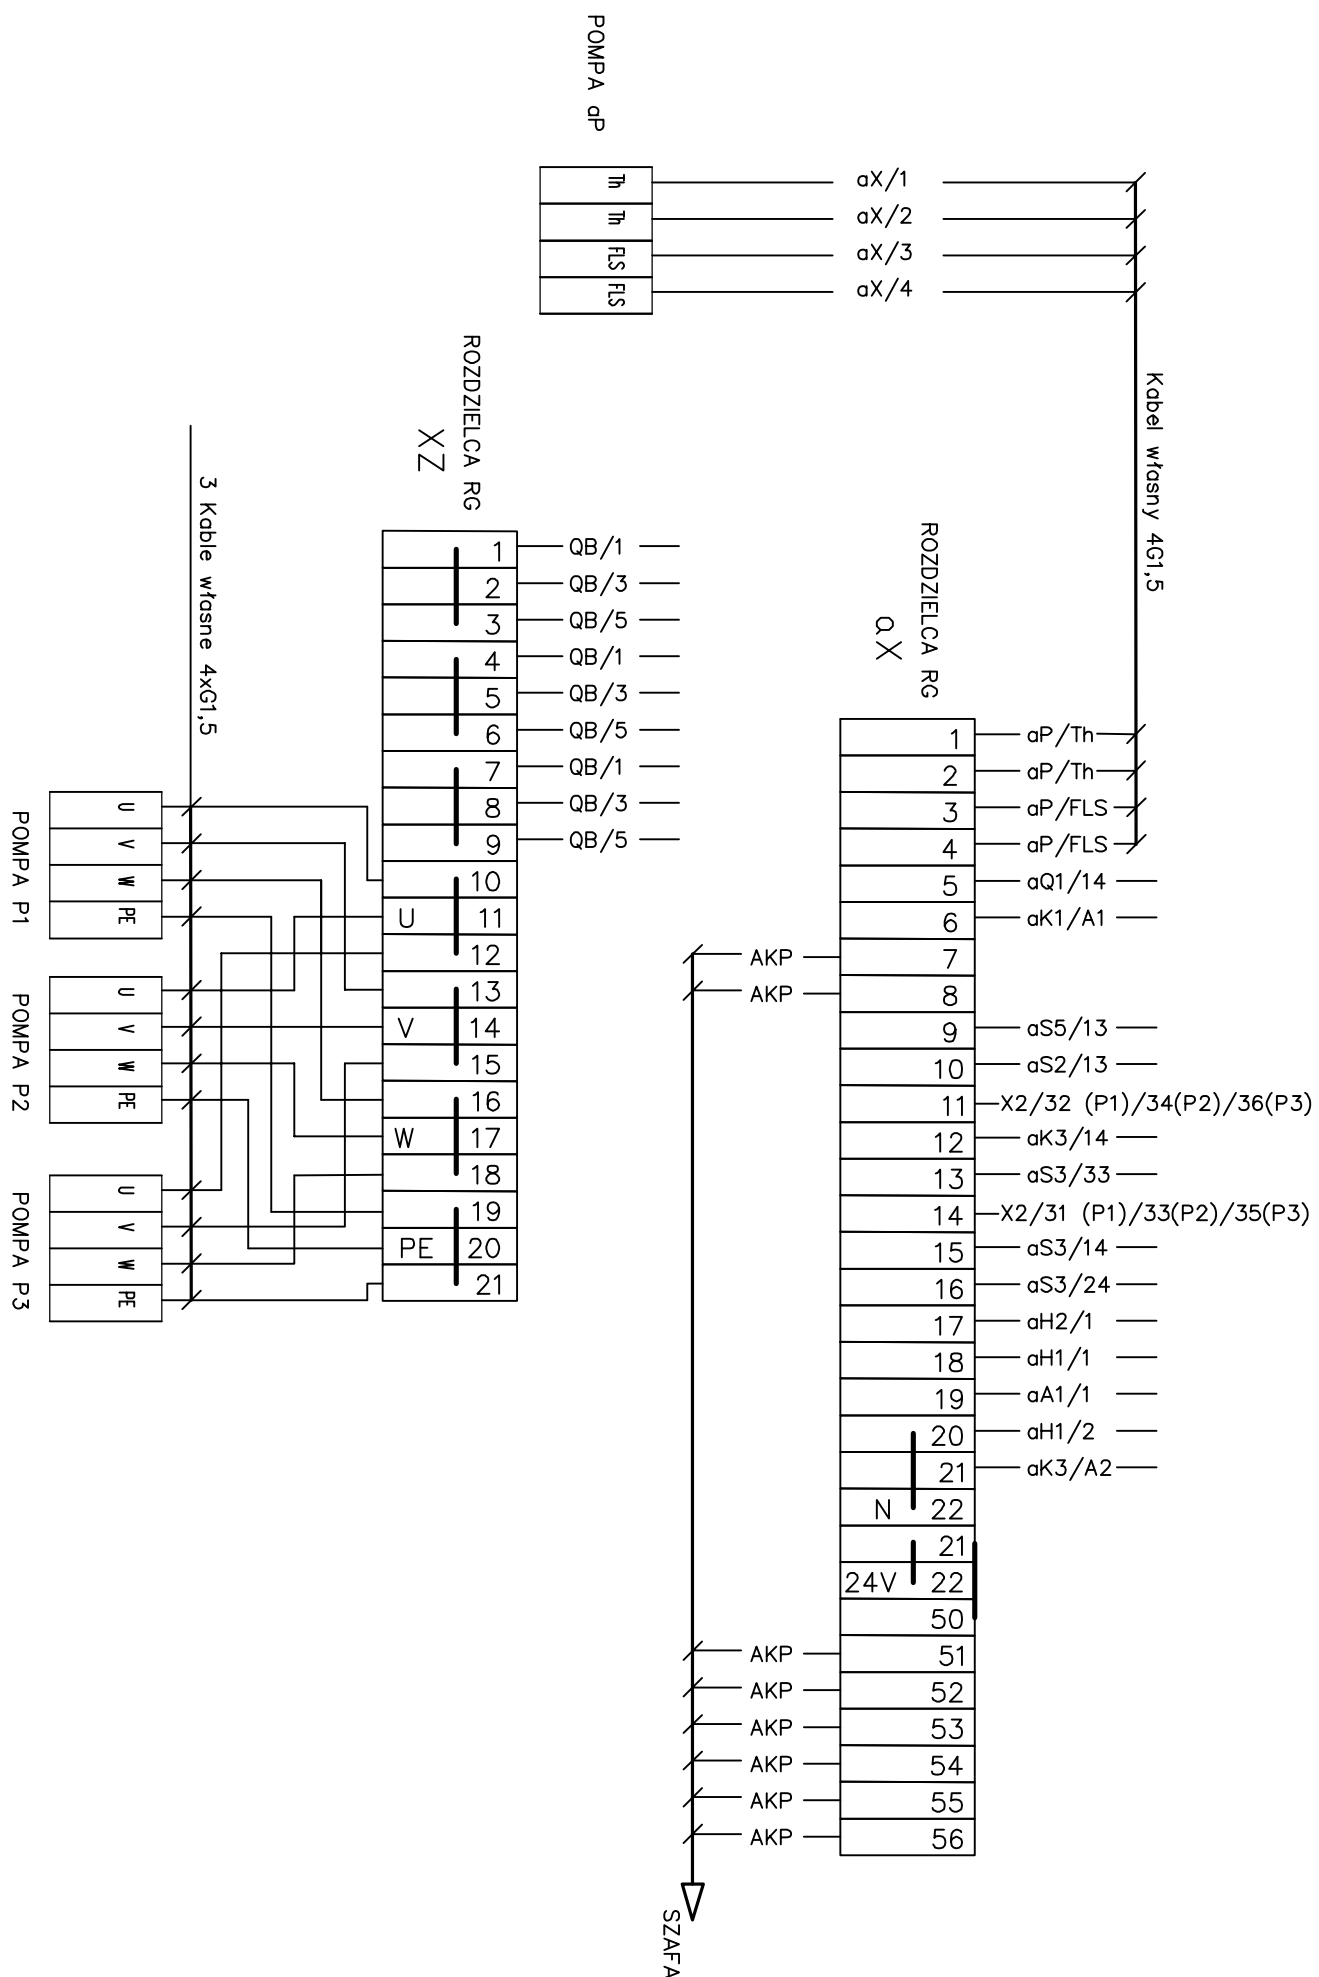 POMPA aP
Th
Th
FLS
FLS
aX/1
aX/2
aX/3
aX/4
Kabel własny 4G1,5
ROZDZIELCA RG
aX
1 aP/Th
2 aP/Th
3 aP/FLS
4 aP/FLS
5 aQ1/14
6 aK1/A1
AKP 7
AKP 8
9 aS5/13
10 aS2/13
11 X2/32 (P1)/34(P2)/36(P3)
12 aK3/14
13 aS3/33
14 X2/31 (P1)/33(P2)/35(P3)
15 aS3/14
16 aS3/24
17 aH2/1
18 aH1/1
19 aA1/1
20 aH1/2
21 aK3/A2
N 22
21
24V 22
50
AKP 51
AKP 52
AKP 53
AKP 54
AKP 55
AKP 56
SZAFA
ROZDZIELCA RG
XZ
1 QB/1
2 QB/3
3 QB/5
4 QB/1
5 QB/3
6 QB/5
7 QB/1
8 QB/3
9 QB/5
10
U 11
12
13
V 14
15
16
W 17
18
19
PE 20
21
3 Kable własne 4xG1,5
U
V
W
PE
POMPA P1
U
V
W
PE
POMPA P2
U
V
W
PE
POMPA P3